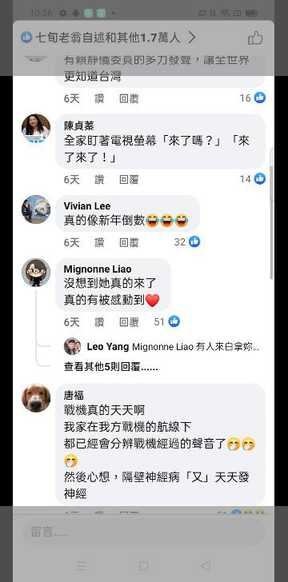 10:26
七旬老翁自述和其他1.7萬人
有賴靜儀委員的多方發聲，讓全世界
更知道台灣
6天 讚 回覆 16
陳貞蓁
全家盯著電視螢幕「來了嗎？」「來
了來了！」
6天 讚 回覆 14
Vivian Lee
真的像新年倒數😂😂😂
6天 讚 回覆 32
Mignonne Liao
沒想到她真的來了
真的有被感動到❤️
6天 讚 回覆 51
Leo Yang Mignonne Liao 有人來白拿妳...
查看其他5則回覆......
唐福
戰機真的天天啊
我家在我方戰機的航線下
都已經會分辨戰機經過的聲音了🤭🤭
🤭
然後心想，隔壁神經病「又」天天發
神經
留言......